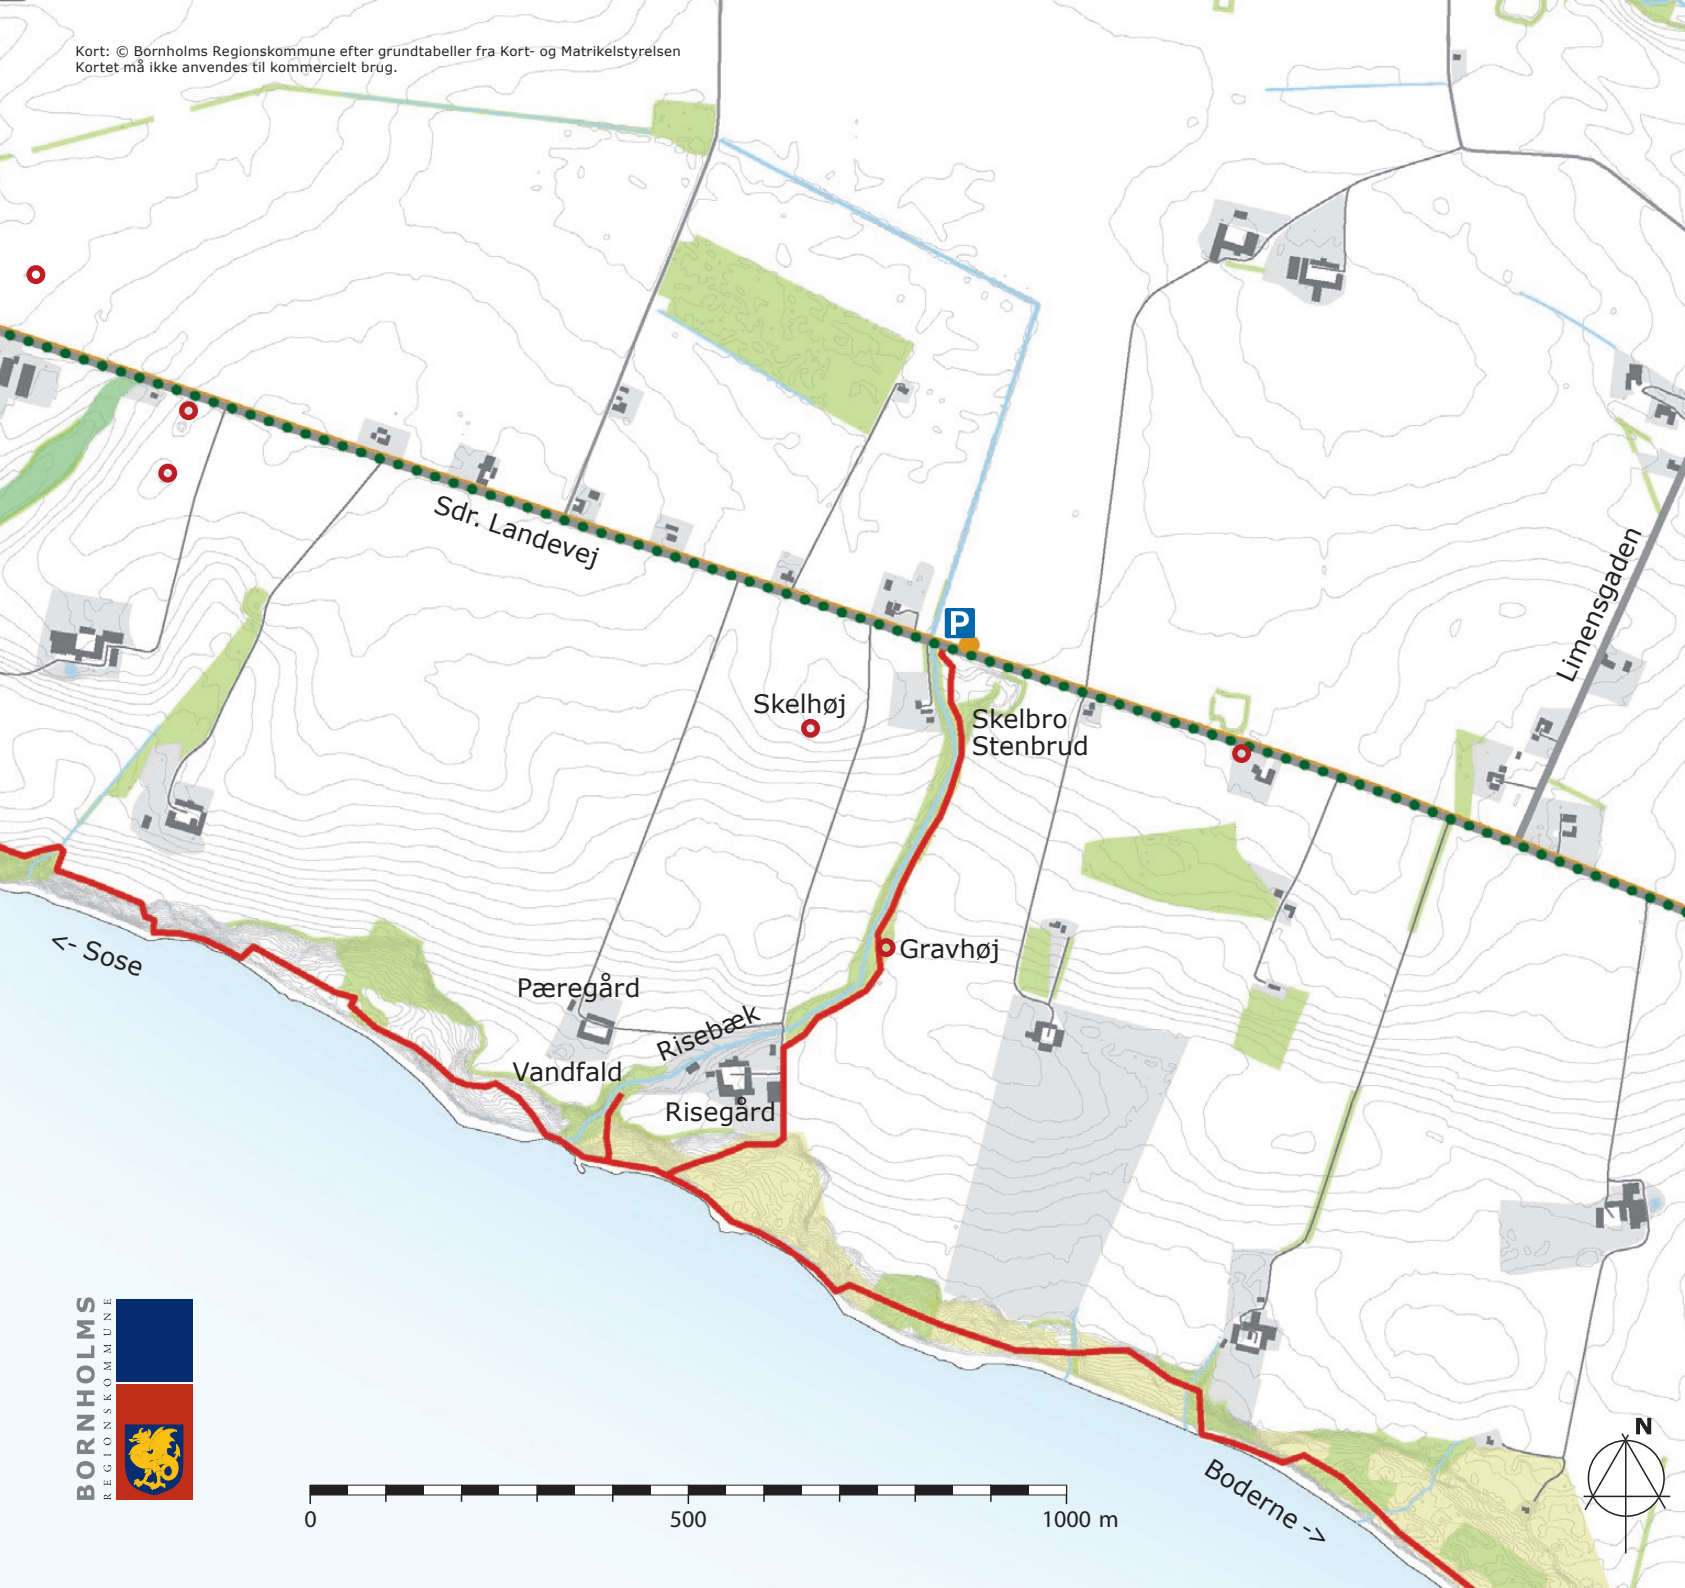 Kort: © Bornholms Regionskommune efter grundtabeller fra Kort- og Matrikelstyrelsen
Kortet må ikke anvendes til kommercielt brug.
Sdr. Landevej
Limensgaden
P
Skelhøj
Skelbro
Stenbrud
Gravhøj
<- Sose
Pæregård
Risebæk
Vandfald
Risegård
BORNHOLMS
REGIONSKOMMUNE
N
Boderne ->
0 500 1000 m